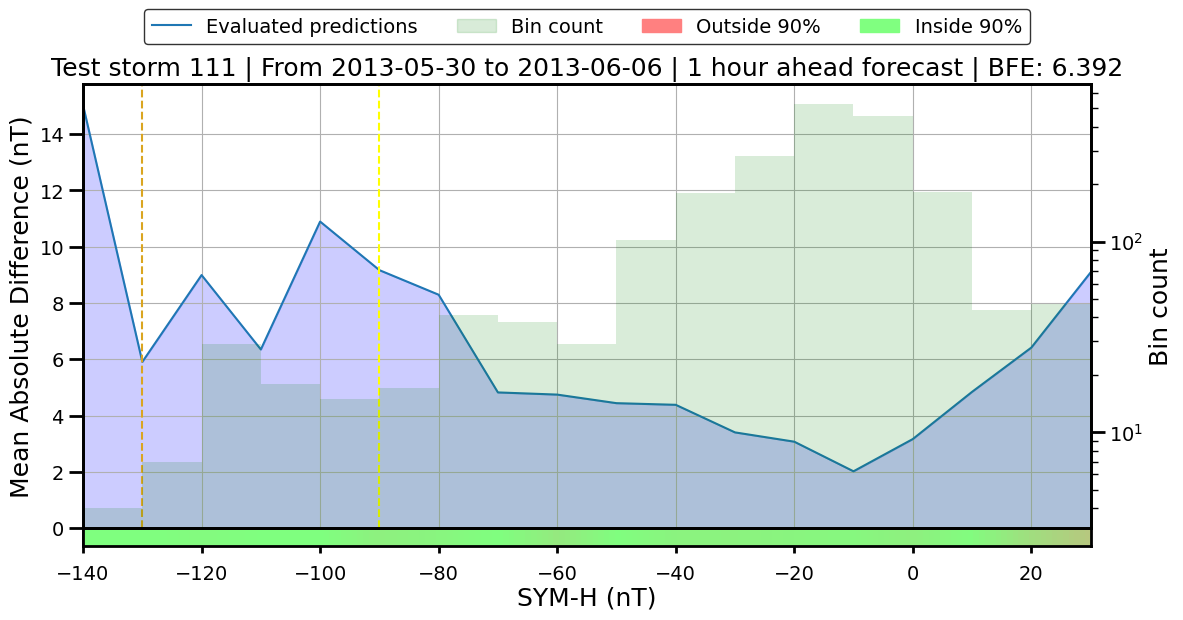 Evaluated predictions Bin count Outside 90% Inside 90%
Test storm 111 | From 2013-05-30 to 2013-06-06 | 1 hour ahead forecast | BFE: 6.392
Mean Absolute Difference (nT)
14
12
10
8
6
4
2
0
10²
10¹
Bin count
−140 −120 −100 −80 −60 −40 −20 0 20
SYM-H (nT)